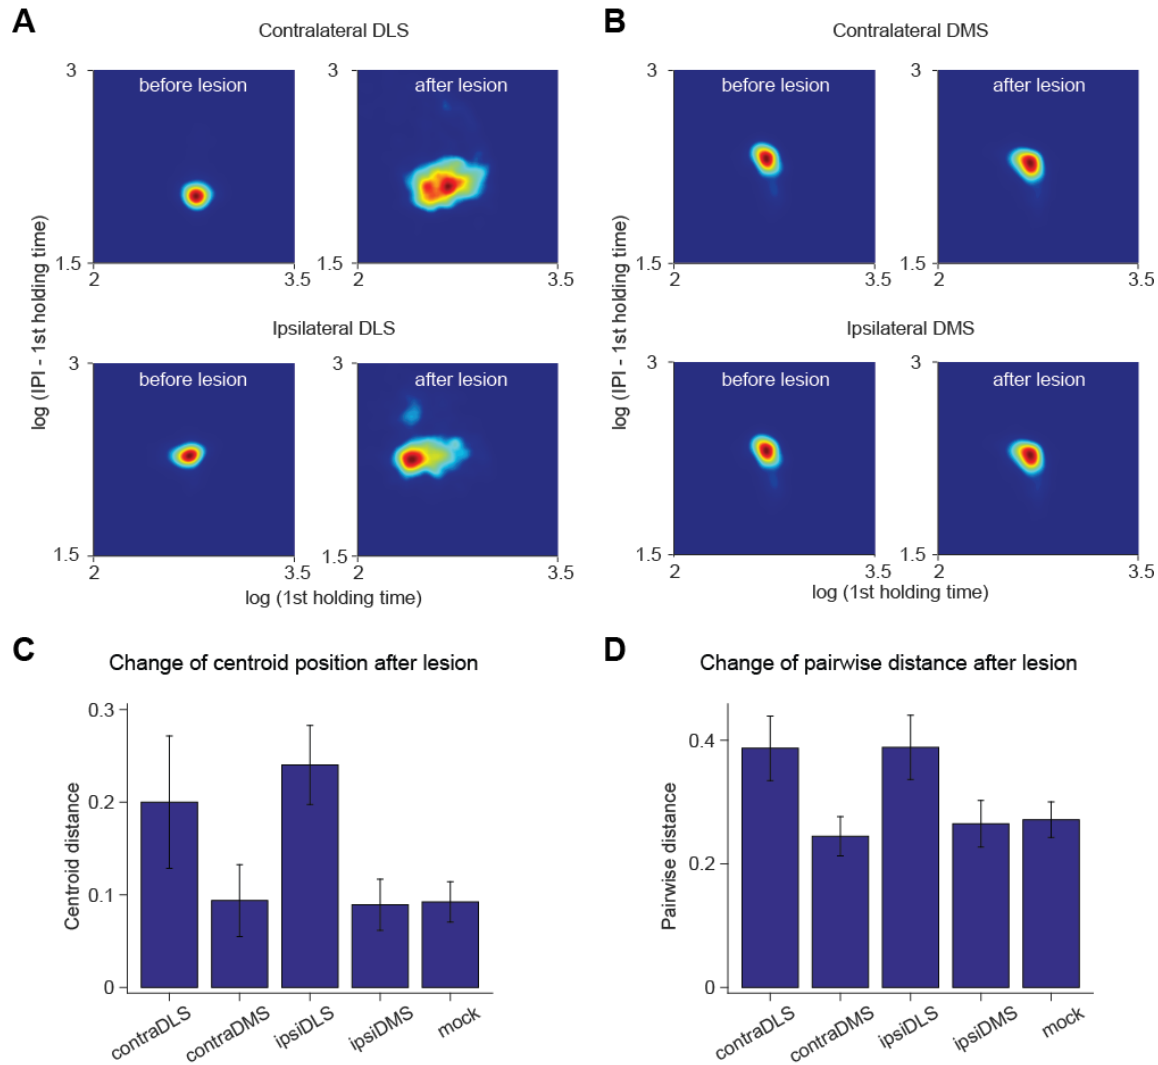 A
B
Contralateral DLS
Contralateral DMS
3
before lesion
3
after lesion
3
before lesion
3
after lesion
1.5
2
3.5
1.5
2
3.5
1.5
2
3.5
1.5
2
3.5
log (IPI - 1st holding time)
log (IPI - 1st holding time)
Ipsilateral DLS
Ipsilateral DMS
3
before lesion
3
after lesion
3
before lesion
3
after lesion
1.5
2
3.5
1.5
2
3.5
1.5
2
3.5
1.5
2
3.5
log (1st holding time)
log (1st holding time)
C
Change of centroid position after lesion
0.3
0.2
0.1
0
Centroid distance
contraDLS
contraDMS
ipsiDLS
ipsiDMS
mock
D
Change of pairwise distance after lesion
0.4
0.2
0
Pairwise distance
contraDLS
contraDMS
ipsiDLS
ipsiDMS
mock